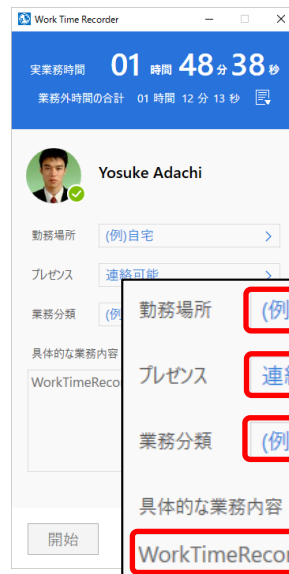 Work Time Recorder
実業務時間 01 時間 48 分 38 秒
業務外時間の合計 01 時間 12 分 13 秒
Yosuke Adachi
勤務場所 (例)自宅
プレゼンス 連絡可能
業務分類 (例
具体的な業務内容
WorkTimeReco
開始
勤務場所 (例
プレゼンス 連
業務分類 (例
具体的な業務内容
WorkTimeRecor